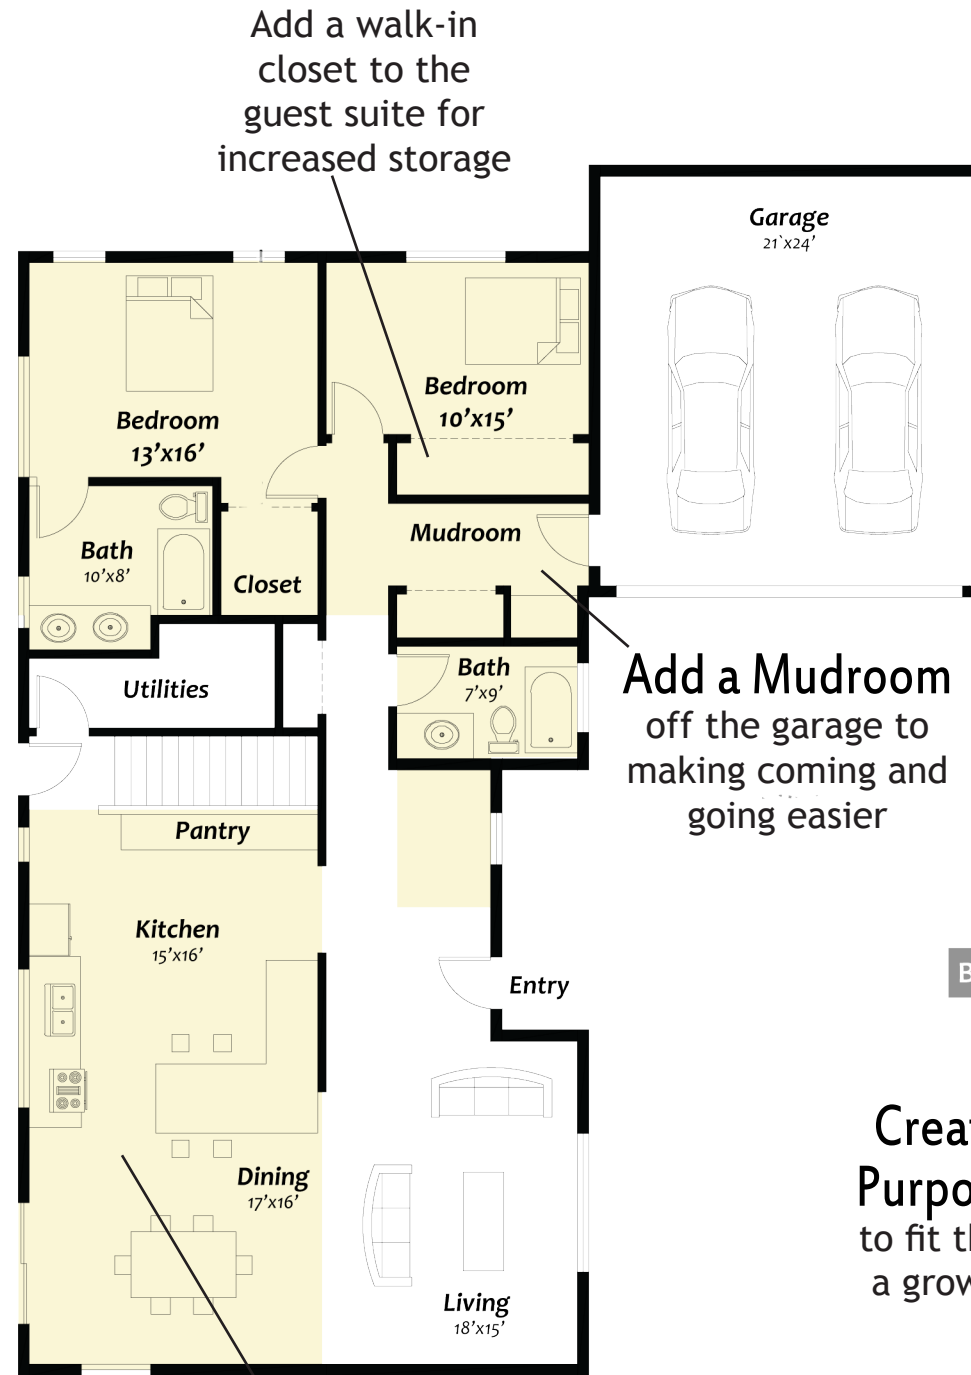 Add a walk-in
closet to the
guest suite for
increased storage
Garage
21`x24’
Bedroom
13’x16’
Bedroom
10’x15’
Mudroom
Bath
10’x8’
Closet
Utilities
Bath
7’x9’
Add a Mudroom
off the garage to
making coming and
going easier
Pantry
Kitchen
15’x16’
Entry
B
Dining
17’x16’
Living
18’x15’
to fit
a